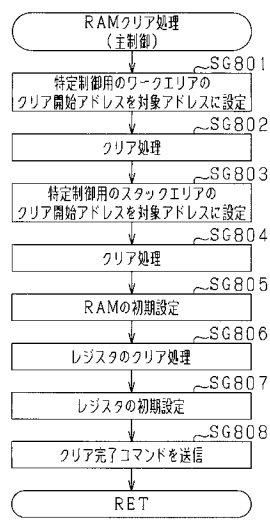 RAMクリア処理
(主制御)
SG801
特定制御用のワークエリアの
クリア開始アドレスを対象アドレスに設定
SG802
クリア処理
SG803
特定制御用のスタックエリアの
クリア開始アドレスを対象アドレスに設定
SG804
クリア処理
SG805
RAMの初期設定
SG806
レジスタのクリア処理
SG807
レジスタの初期設定
SG808
クリア完了コマンドを送信
RET